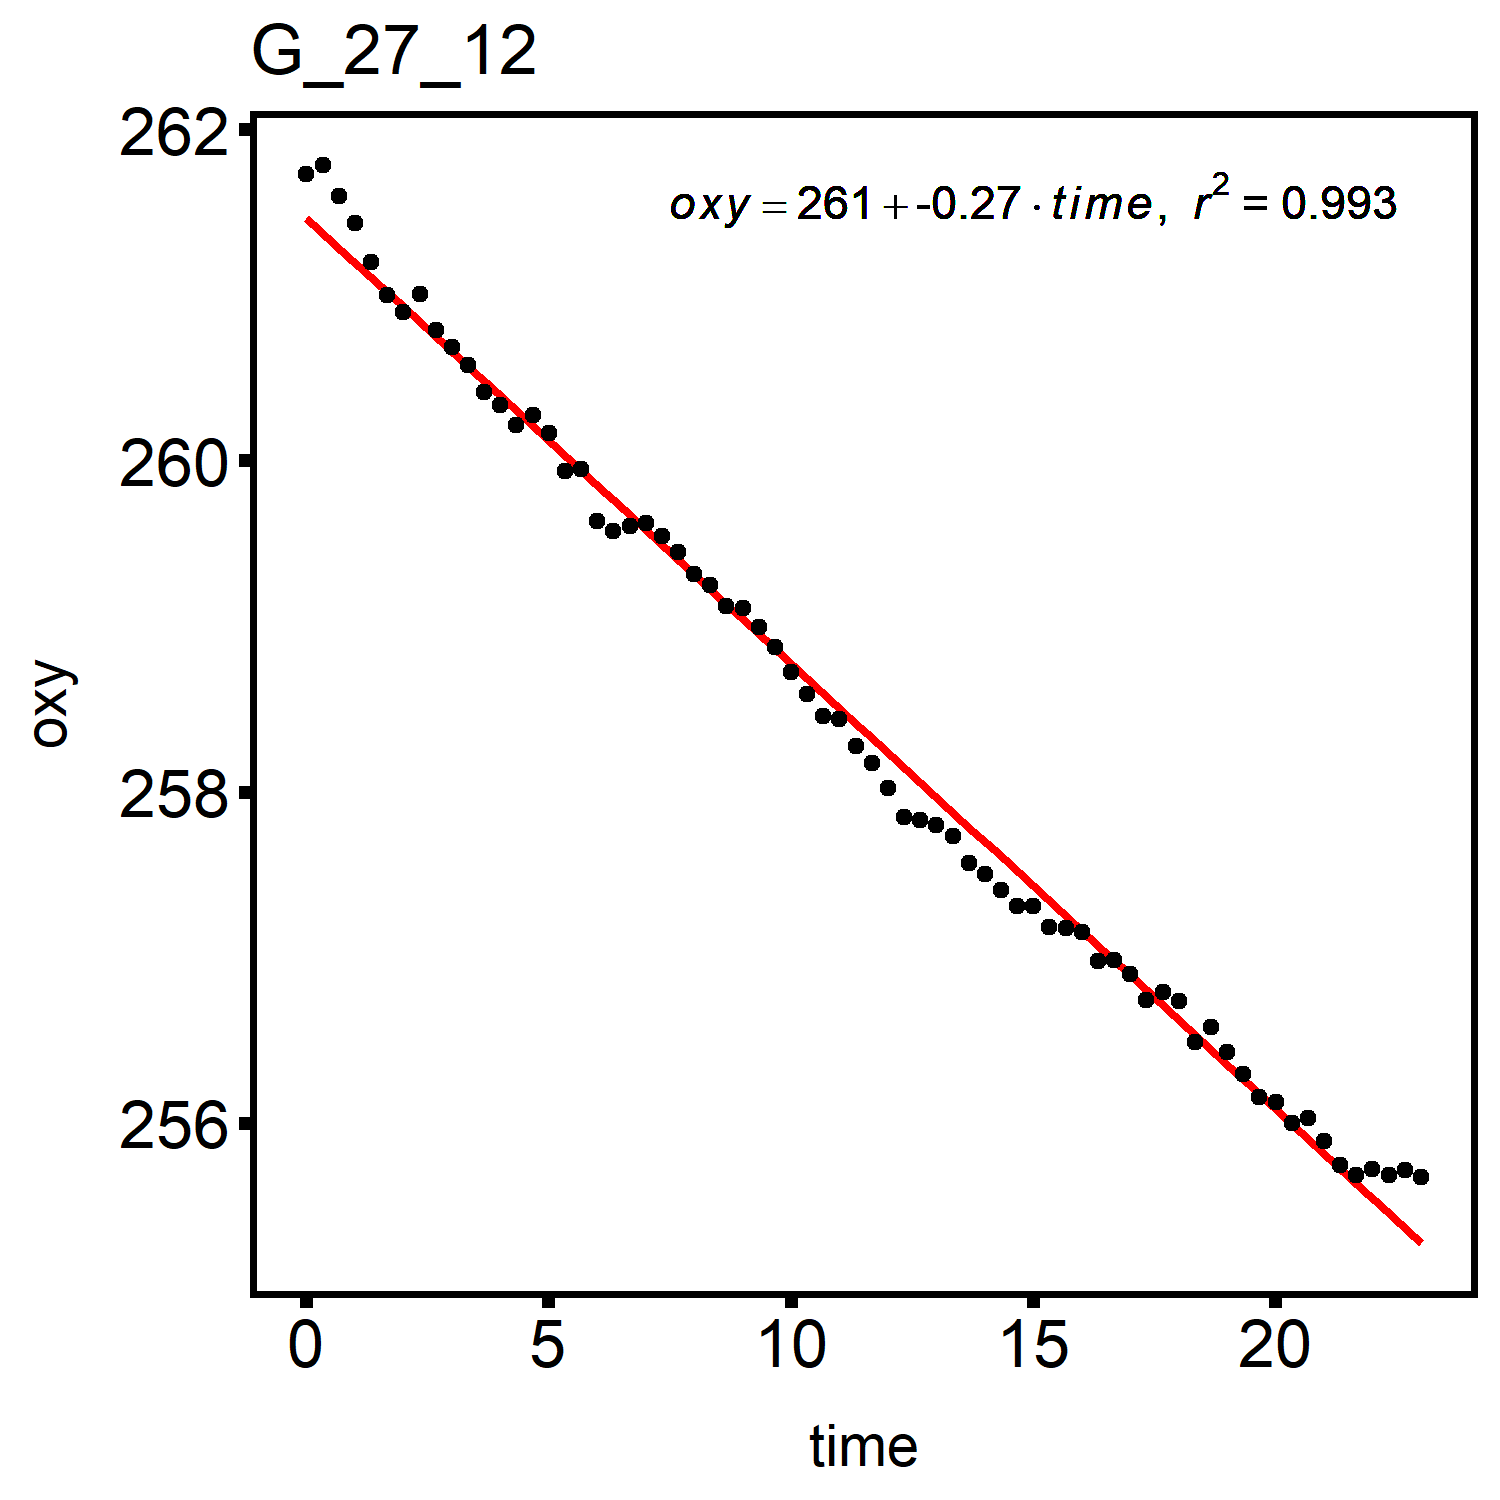 G_27_12
262
oxy = 261 + -0.27 · time, r² = 0.993
260
258
256
oxy
0 5 10 15 20
time